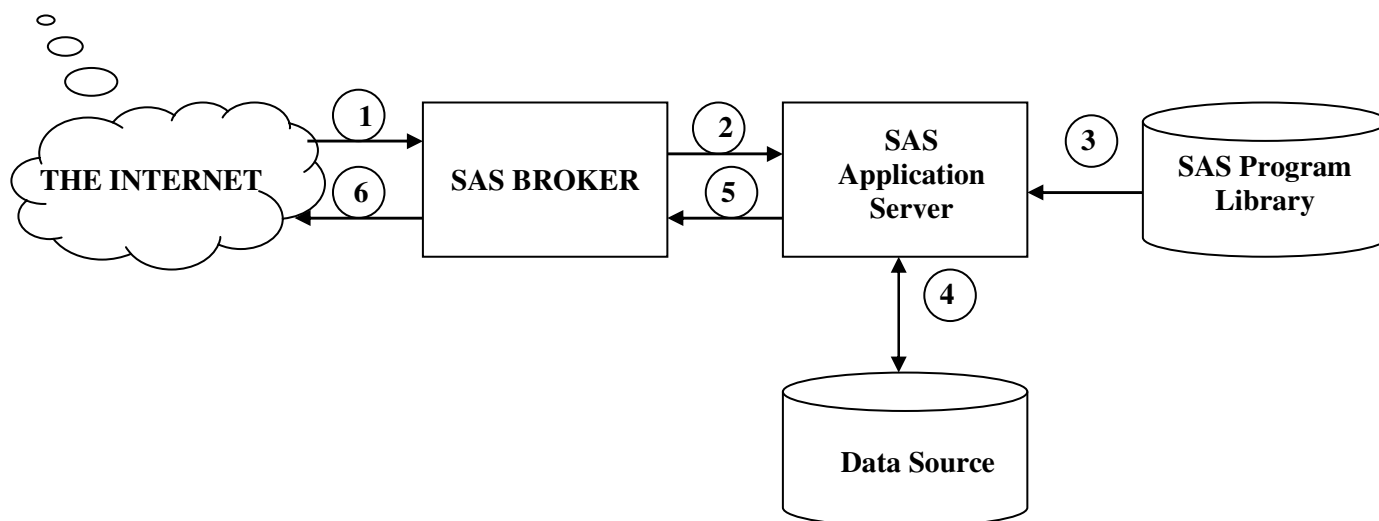 1
2
3
THE INTERNET
SAS BROKER
SAS
Application
Server
SAS Program
Library
6
5
4
Data Source